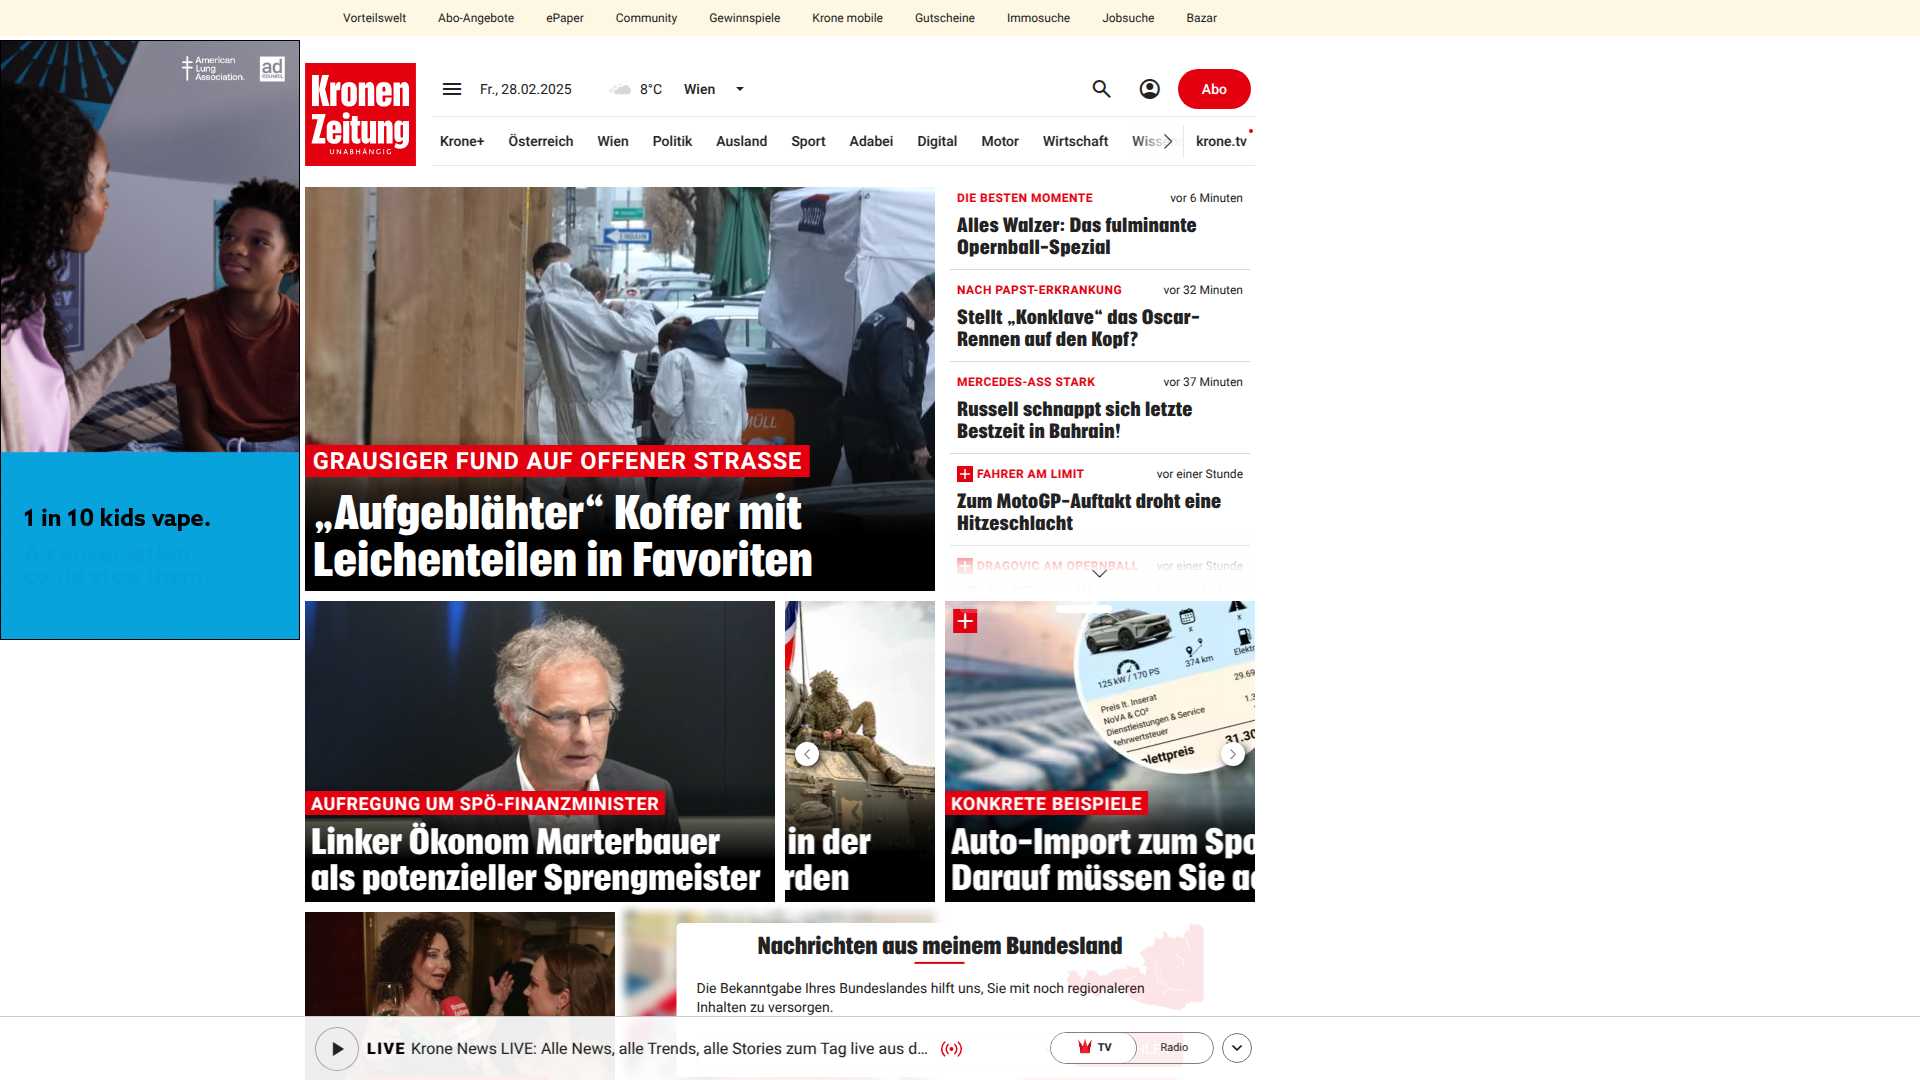 Vorteilswelt Abo-Angebote ePaper Community Gewinnspiele Krone mobile Gutscheine Immosuche Jobsuche Bazar
American
Lung
Association.
ad
COUNCIL
1 in 10 kids vape.
Kronen
Zeitung
UNABHÄNGIG
Fr., 28.02.2025 8°C Wien
Abo
Krone+ Österreich Wien Politik Ausland Sport Adabei Digital Motor Wirtschaft krone.tv
MÜLL
GRAUSIGER FUND AUF OFFENER STRASSE
„Aufgeblähter“ Koffer mit
Leichenteilen in Favoriten
DIE BESTEN MOMENTE vor 6 Minuten
Alles Walzer: Das fulminante
Opernball-Spezial
NACH PAPST-ERKRANKUNG vor 32 Minuten
Stellt „Konklave“ das Oscar-
Rennen auf den Kopf?
MERCEDES-ASS STARK vor 37 Minuten
Russell schnappt sich letzte
Bestzeit in Bahrain!
FAHRER AM LIMIT vor einer Stunde
Zum MotoGP-Auftakt droht eine
Hitzeschlacht
DRAGOVIC AM OPERNBALL vor einer Stunde
AUFREGUNG UM SPÖ-FINANZMINISTER
Linker Ökonom Marterbauer
als potenzieller Sprengmeister
in der
rden
x x
374 km Elektr
125 kW / 170 PS
Preis lt. Inserat 29.69
NoVA & CO² 1.3
Dienstleistungen & Service
Mehrwertsteuer
plettpreis 31.30
KONKRETE BEISPIELE
Auto-Import zum Spo
Darauf müssen Sie ac
Kronen
Zeitung
Nachrichten aus meinem Bundesland
Die Bekanntgabe Ihres Bundeslandes hilft uns, Sie mit noch regionaleren
Inhalten zu versorgen.
LIVE Krone News LIVE: Alle News, alle Trends, alle Stories zum Tag live aus d...
TV Radio